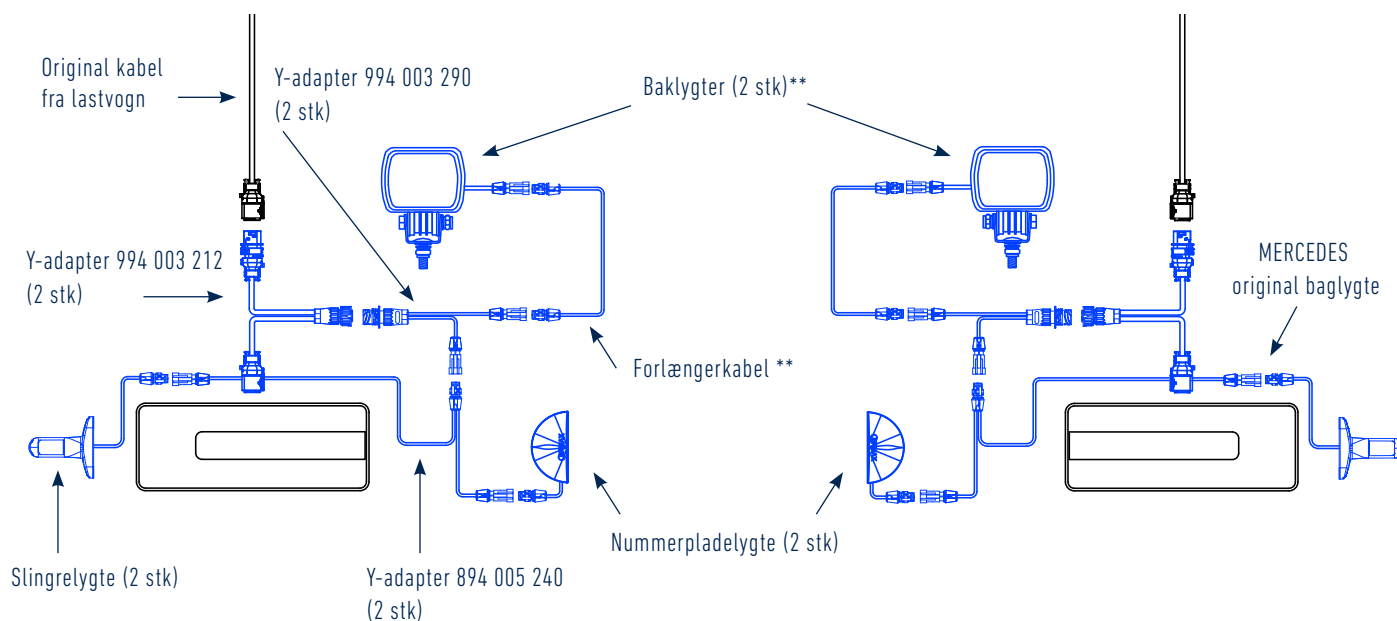 Original kabel
fra lastvogn
Y-adapter 994 003 290
(2 stk)
Baklygter (2 stk)**
Y-adapter 994 003 212
(2 stk)
MERCEDES
original baglygte
Forlængerkabel **
Nummerpladelygte (2 stk)
Slingrelygte (2 stk)
Y-adapter 894 005 240
(2 stk)